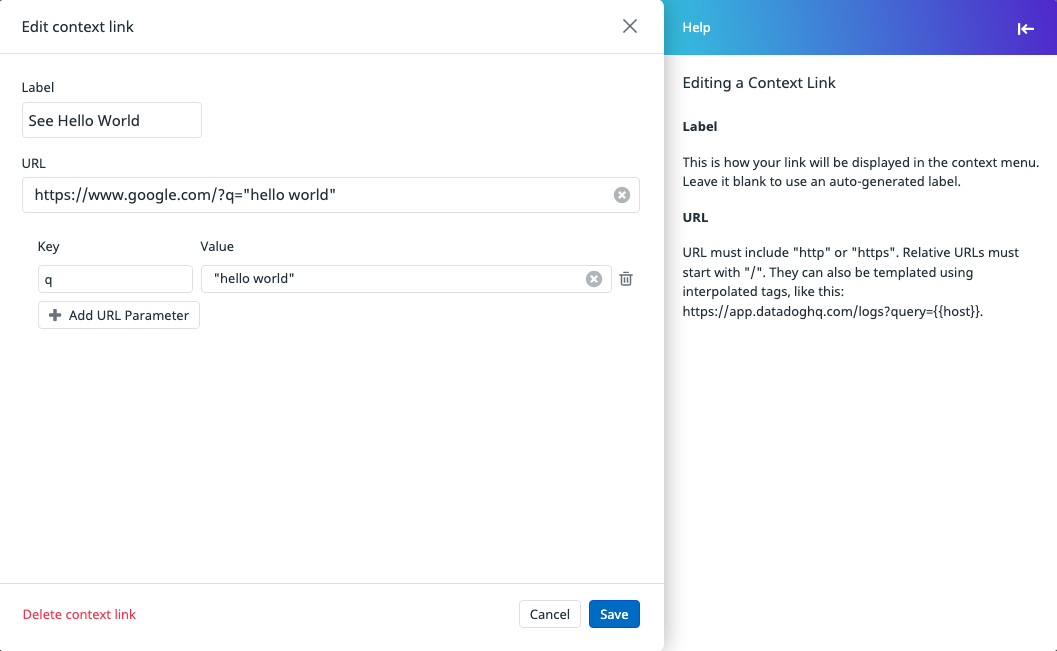 Edit context link
Label
See Hello World
URL
https://www.google.com/?q="hello world"
Key
Value
q
"hello world"
Add URL Parameter
Delete context link
Cancel
Save
Help
Editing a Context Link
Label
This is how your link will be displayed in the context menu.
Leave it blank to use an auto-generated label.
URL
URL must include "http" or "https". Relative URLs must
start with "/". They can also be templated using
interpolated tags, like this:
https://app.datadoghq.com/logs?query={{host}}.